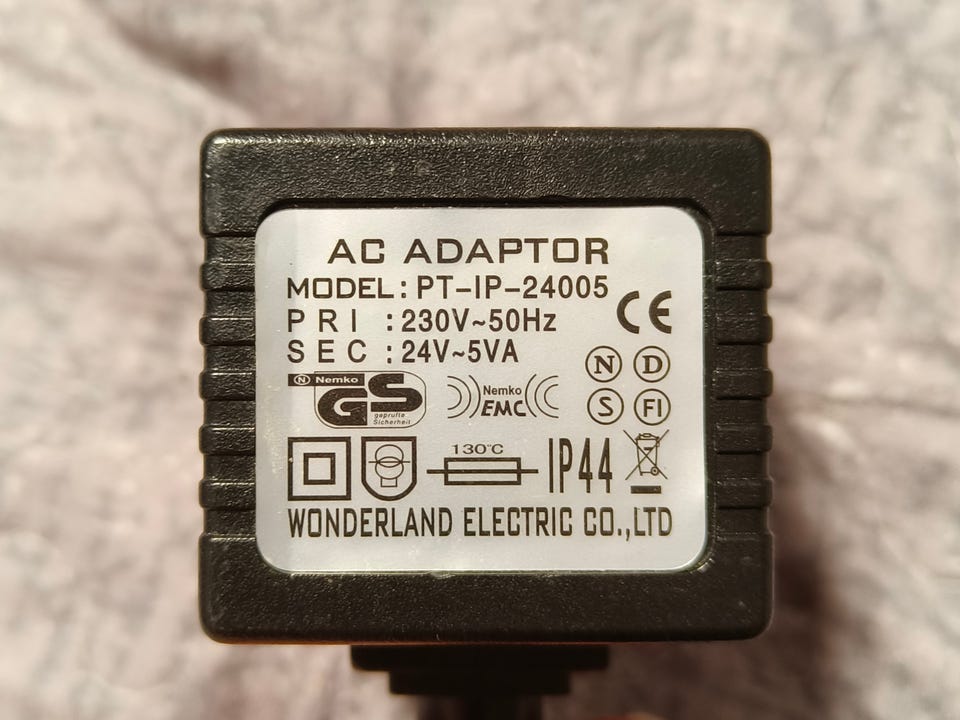 AC ADAPTOR
MODEL: PT-IP-24005
PRI : 230V~50Hz
SEC : 24V~5VA
CE
N D
S FI
N Nemko
GS
geprüfte
Sicherheit
Nemko
EMC
130°C
IP44
WONDERLAND ELECTRIC CO.,LTD